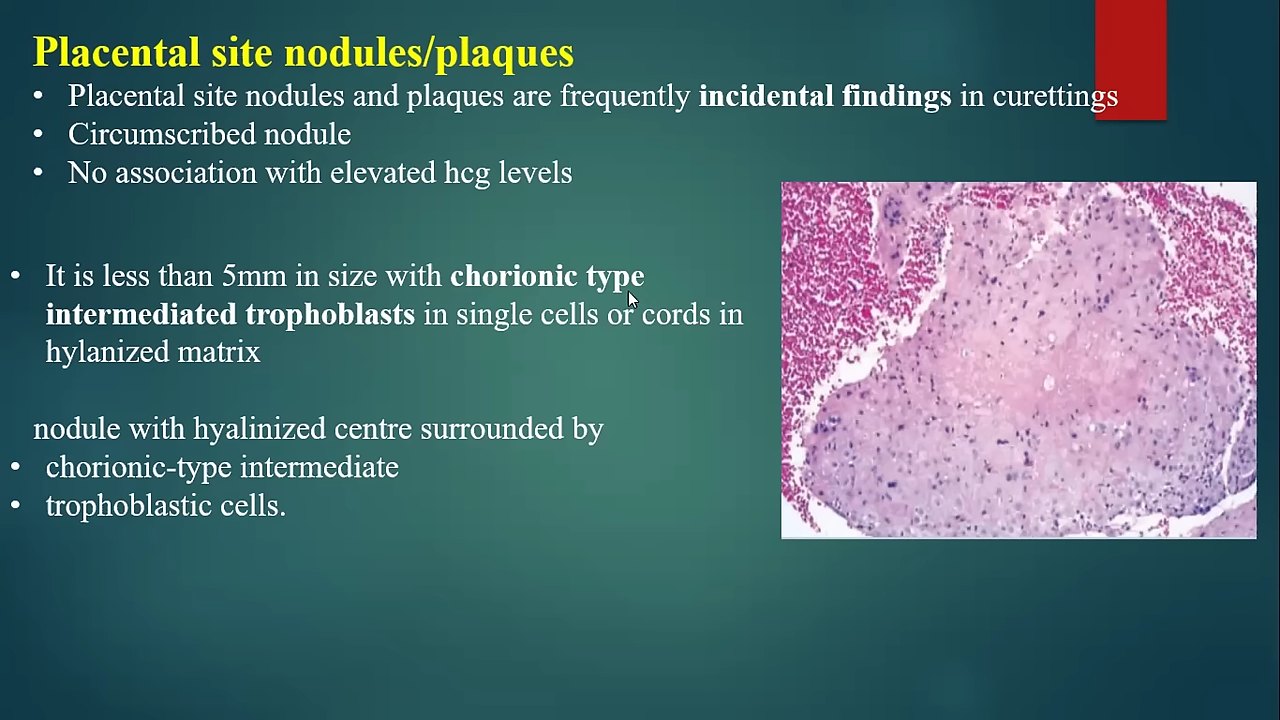 Placental site nodules/plaques
• Placental site nodules and plaques are frequently incidental findings in curettings
• Circumscribed nodule
• No association with elevated hcg levels
• It is less than 5mm in size with chorionic type
intermediated trophoblasts in single cells or cords in
hylanized matrix
nodule with hyalinized centre surrounded by
• chorionic-type intermediate
• trophoblastic cells.